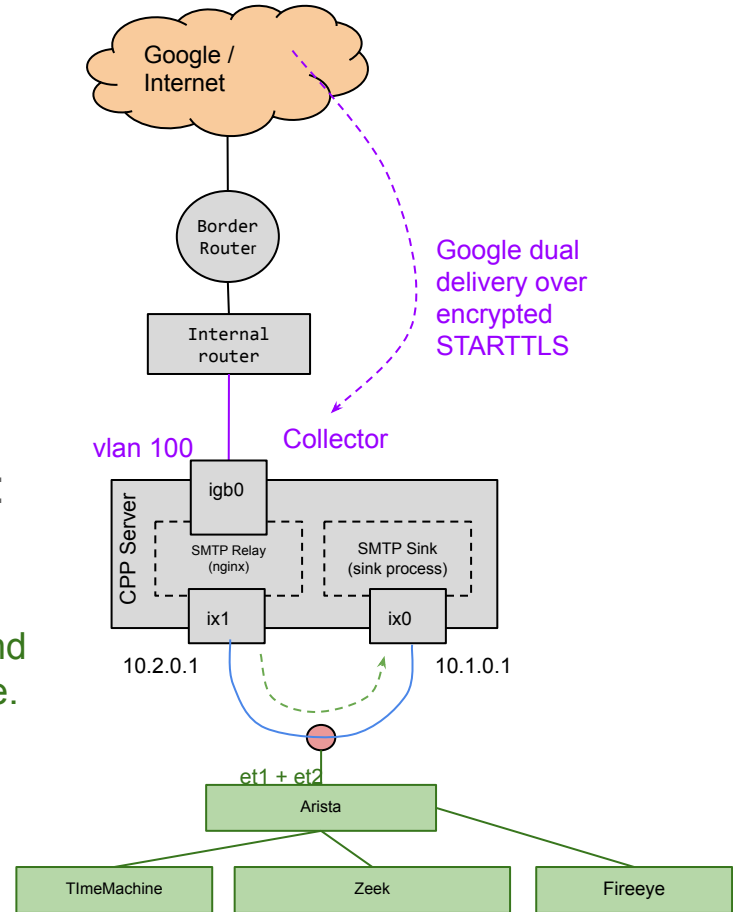 Google /
Internet
Border
Router
Google dual
delivery over
encrypted
STARTTLS
Internal
router
vlan 100
Collector
igb0
CPP Server
SMTP Relay
(nginx)
SMTP Sink
(sink process)
ix1
ix0
10.2.0.1
10.1.0.1
e.
et1 + et2
Arista
TImeMachine
Zeek
Fireeye